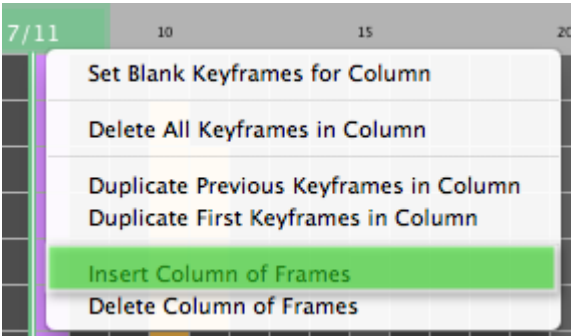 7/11 10 15 20
Set Blank Keyframes for Column
Delete All Keyframes in Column
Duplicate Previous Keyframes in Column
Duplicate First Keyframes in Column
Insert Column of Frames
Delete Column of Frames